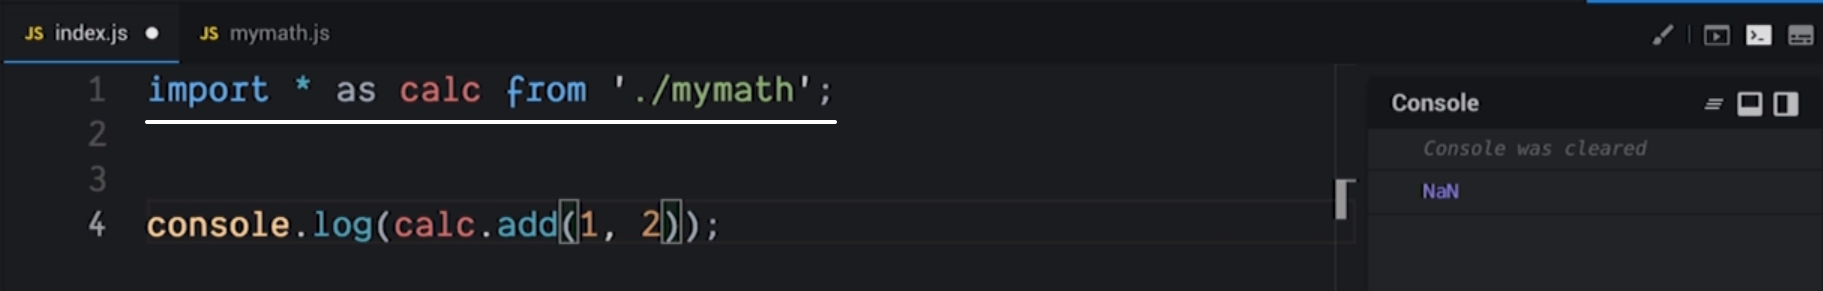 JS index.js JS mymath.js
1 import * as calc from './mymath';
2
3
4 console.log(calc.add(1, 2));
Console
Console was cleared
NaN